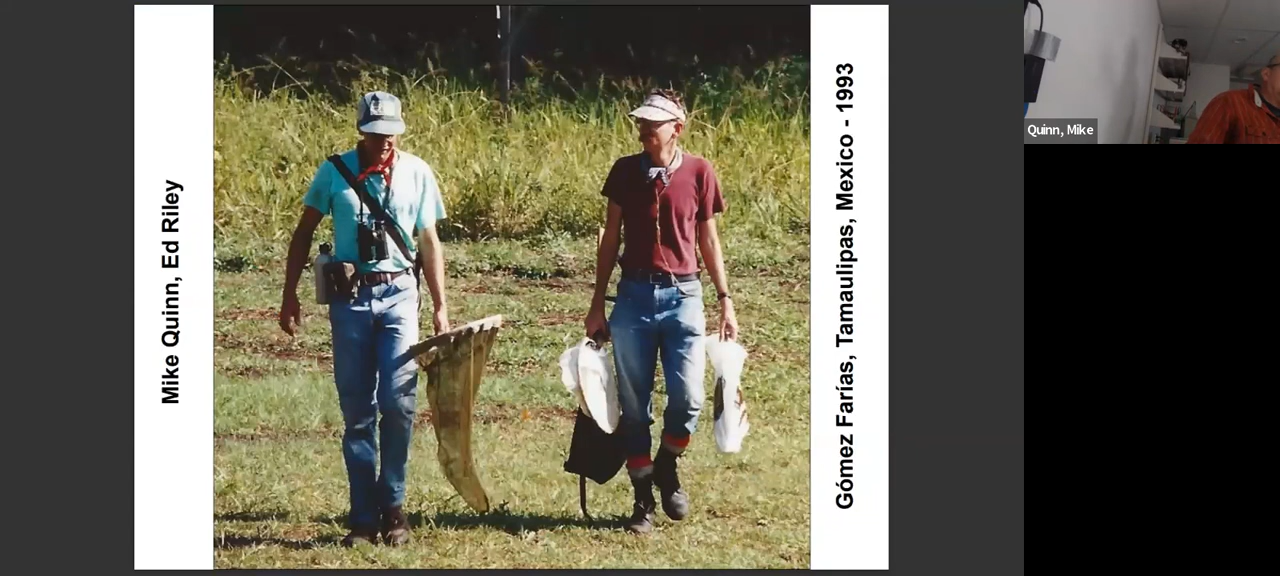 Mike Quinn, Ed Riley
Gómez Farías, Tamaulipas, Mexico - 1993
Quinn, Mike